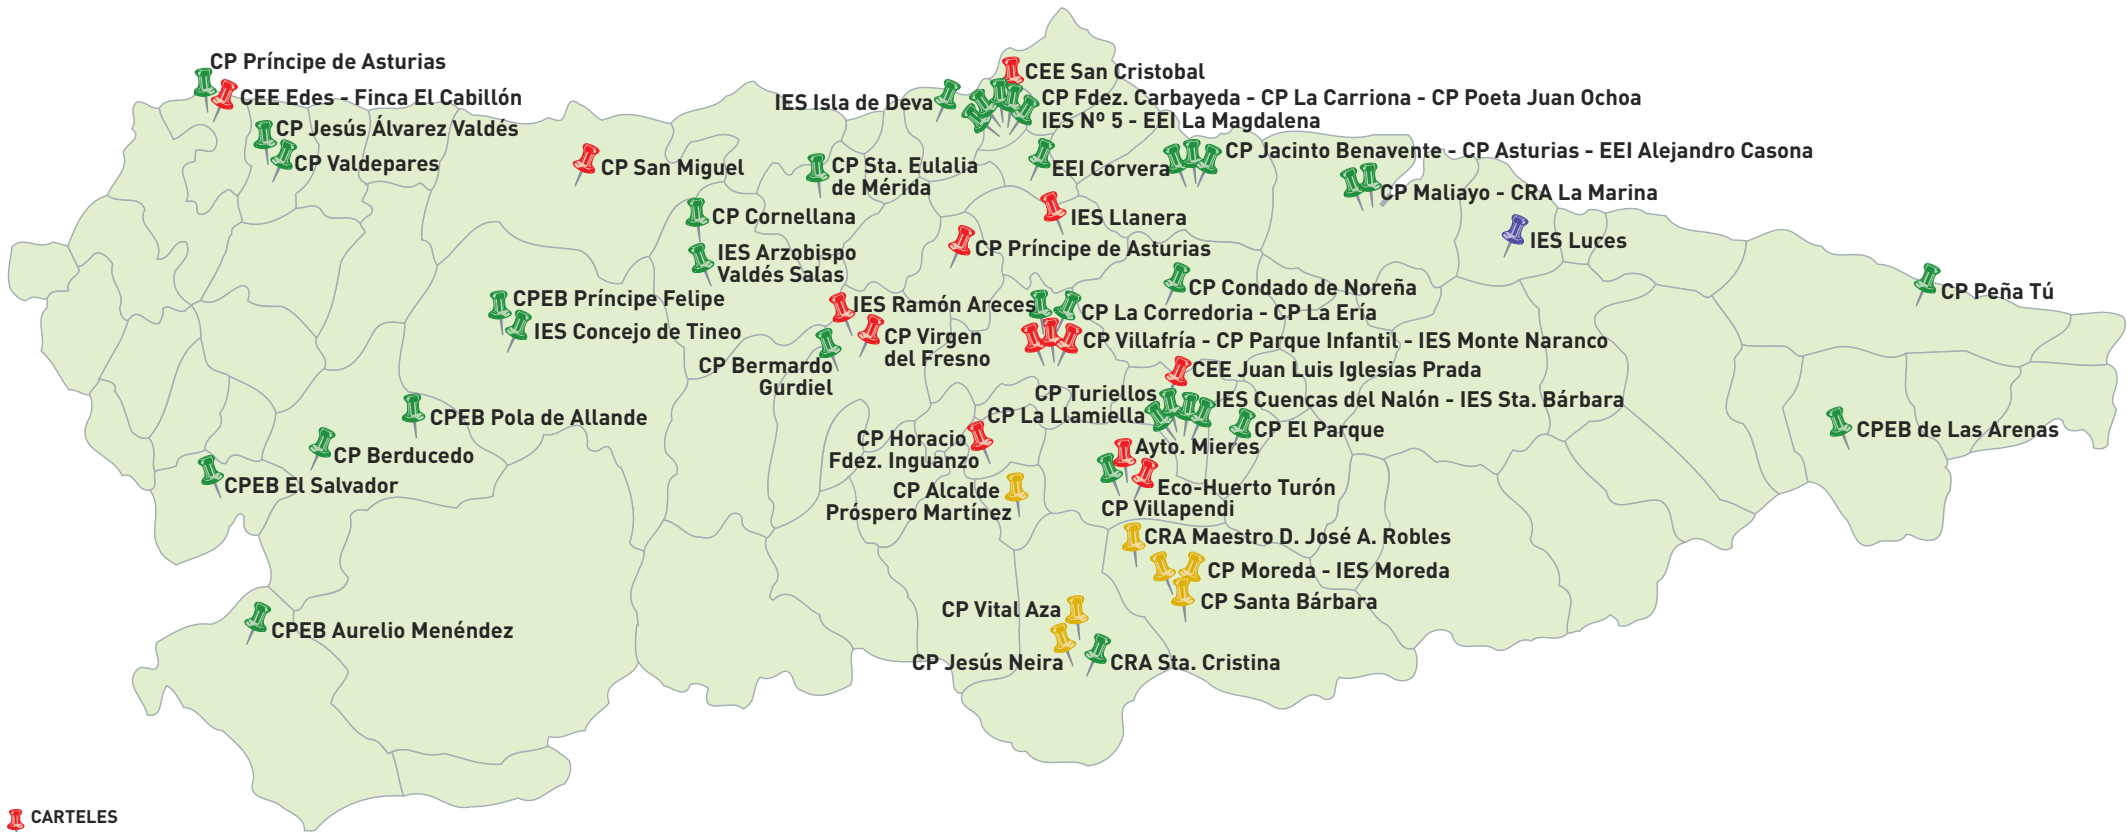 CP Príncipe de Asturias
CEE Edes - Finca El Cabillón
CP Jesús Álvarez Valdés
CP Valdepares
CP San Miguel
CEE San Cristobal
IES Isla de Deva
CP Fdez. Carbayeda - CP La Carriona - CP Poeta Juan Ochoa
IES Nº 5 - EEI La Magdalena
CP Sta. Eulalia
de Mérida
EEI Corvera
CP Jacinto Benavente - CP Asturias - EEI Alejandro Casona
CP Maliayo - CRA La Marina
CP Cornellana
IES Llanera
IES Luces
IES Arzobispo
Valdés Salas
CP Príncipe de Asturias
CP Condado de Noreña
CP Peña Tú
CPEB Príncipe Felipe
IES Concejo de Tineo
IES Ramón Areces
CP La Corredoria - CP La Ería
CP Virgen
del Fresno
CP Villafría - CP Parque Infantil - IES Monte Naranco
CP Bermardo
Gurdiel
CEE Juan Luis Iglesias Prada
CP Turiellos
IES Cuencas del Nalón - IES Sta. Bárbara
CP La Llamiella
CPEB Pola de Allande
CP El Parque
CPEB de Las Arenas
CP Horacio
Fdez. Inguanzo
Ayto. Mieres
CP Berducedo
CPEB El Salvador
Eco-Huerto Turón
CP Alcalde
Próspero Martínez
CP Villapendi
CRA Maestro D. José A. Robles
CP Moreda - IES Moreda
CP Santa Bárbara
CP Vital Aza
CPEB Aurelio Menéndez
CP Jesús Neira
CRA Sta. Cristina
CARTELES